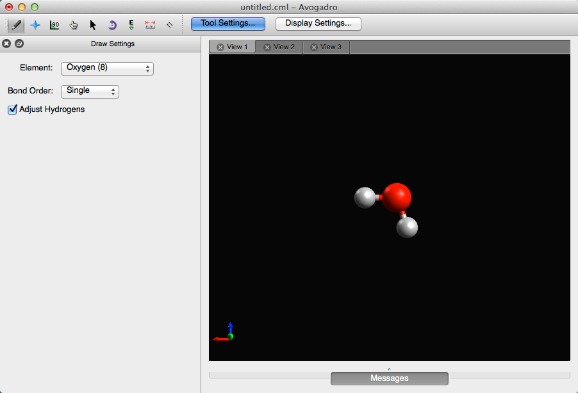 untitled.cml – Avogadro
Tool Settings... Display Settings...
Draw Settings
Element: Oxygen (8)
Bond Order: Single
Adjust Hydrogens
View 1 View 2 View 3
Messages